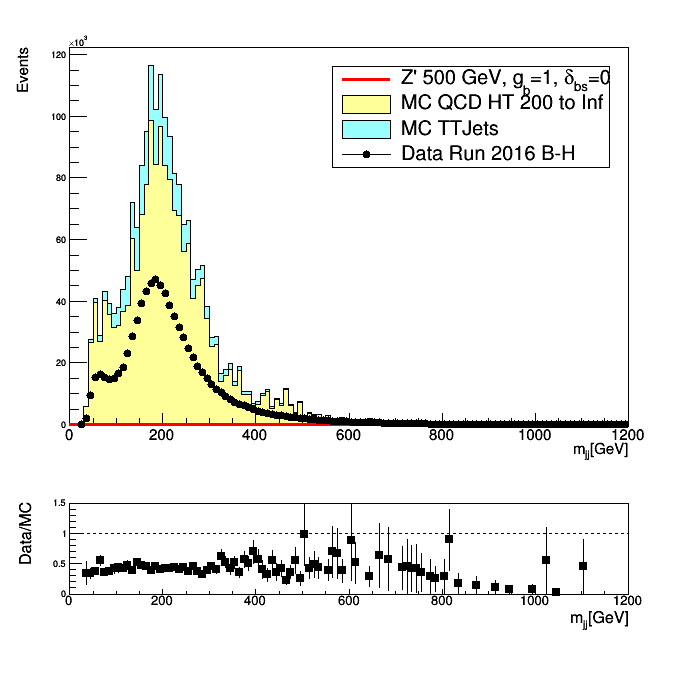 ×10³
Events
120
100
80
60
40
20
0
0 200 400 600 800 1000 1200
m_jj[GeV]
Z' 500 GeV, g_b=1, δ_bs=0
MC QCD HT 200 to Inf
MC TTJets
Data Run 2016 B-H
Data/MC
1.5
1
0.5
0
0 200 400 600 800 1000 1200
m_jj[GeV]